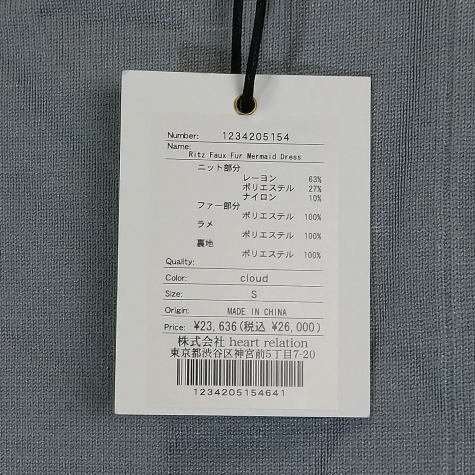 Number: 1234205154
Name:
Ritz Faux Fur Mermaid Dress
ニット部分
レーヨン 63%
ポリエステル 27%
ナイロン 10%
ファー部分
ポリエステル 100%
ラメ
ポリエステル 100%
裏地
ポリエステル 100%
Quality:
Color: cloud
Size: S
Origin: MADE IN CHINA
Price: ¥23,636(税込 ¥26,000)
株式会社 heart relation
東京都渋谷区神宮前5丁目7-20
1234205154641